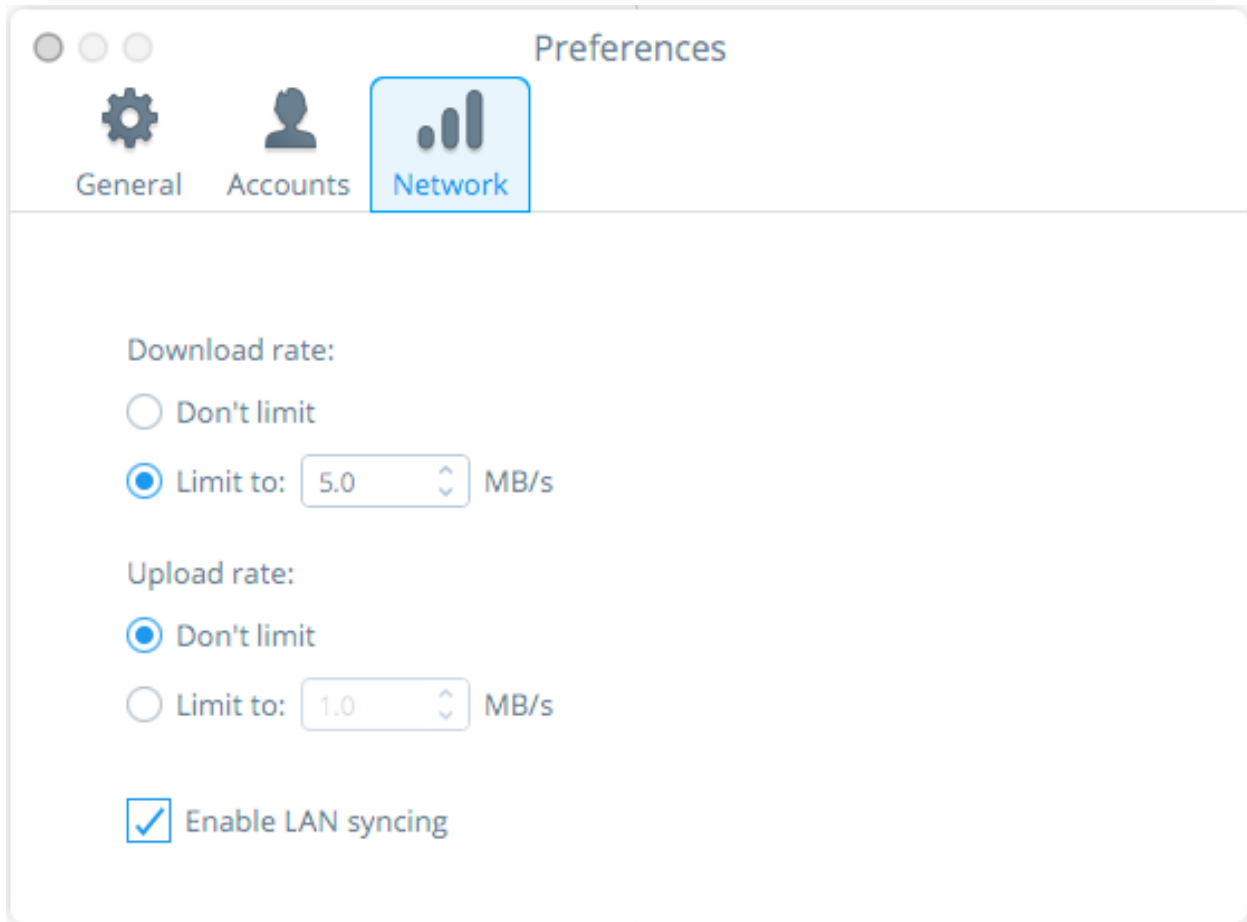 Preferences
General Accounts Network
Download rate:
Don't limit
Limit to: 5.0 MB/s
Upload rate:
Don't limit
Limit to: 1.0 MB/s
Enable LAN syncing